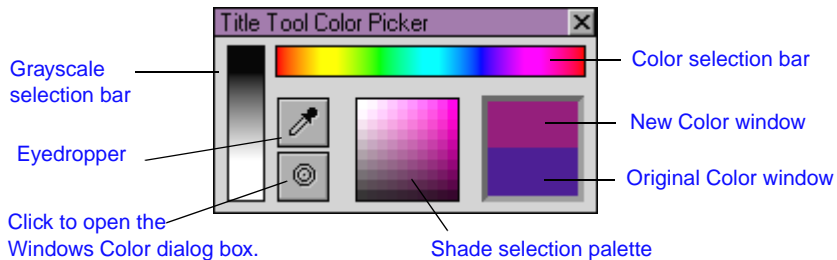 Title Tool Color Picker
Grayscale
selection bar
Color selection bar
Eyedropper
New Color window
Original Color window
Click to open the
Windows Color dialog box.
Shade selection palette